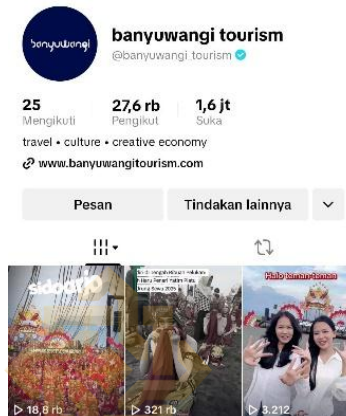 banyuwangi
banyuwangi tourism
@banyuwangi tourism
25
Mengikuti
27,6 rb
Pengikut
1,6 jt
Suka
travel • culture • creative economy
www.banyuwangitourism.com
Pesan
Tindakan lainnya
sidoarjo
18,8 rb
321 rb
Halo teman-teman
3.212